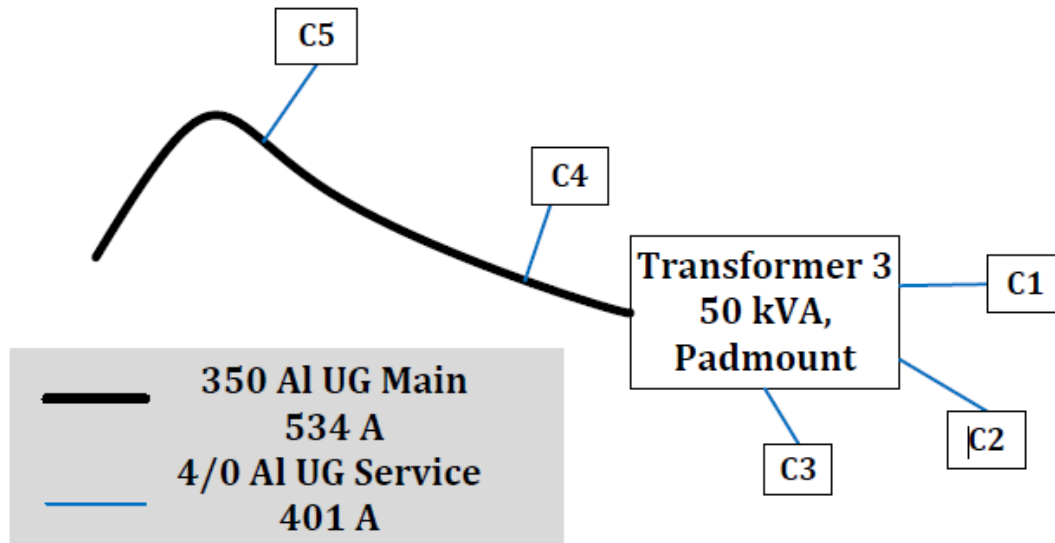 C5
C4
Transformer 3
50 kVA,
Padmount
C1
C2
C3
350 Al UG Main
534 A
4/0 Al UG Service
401 A